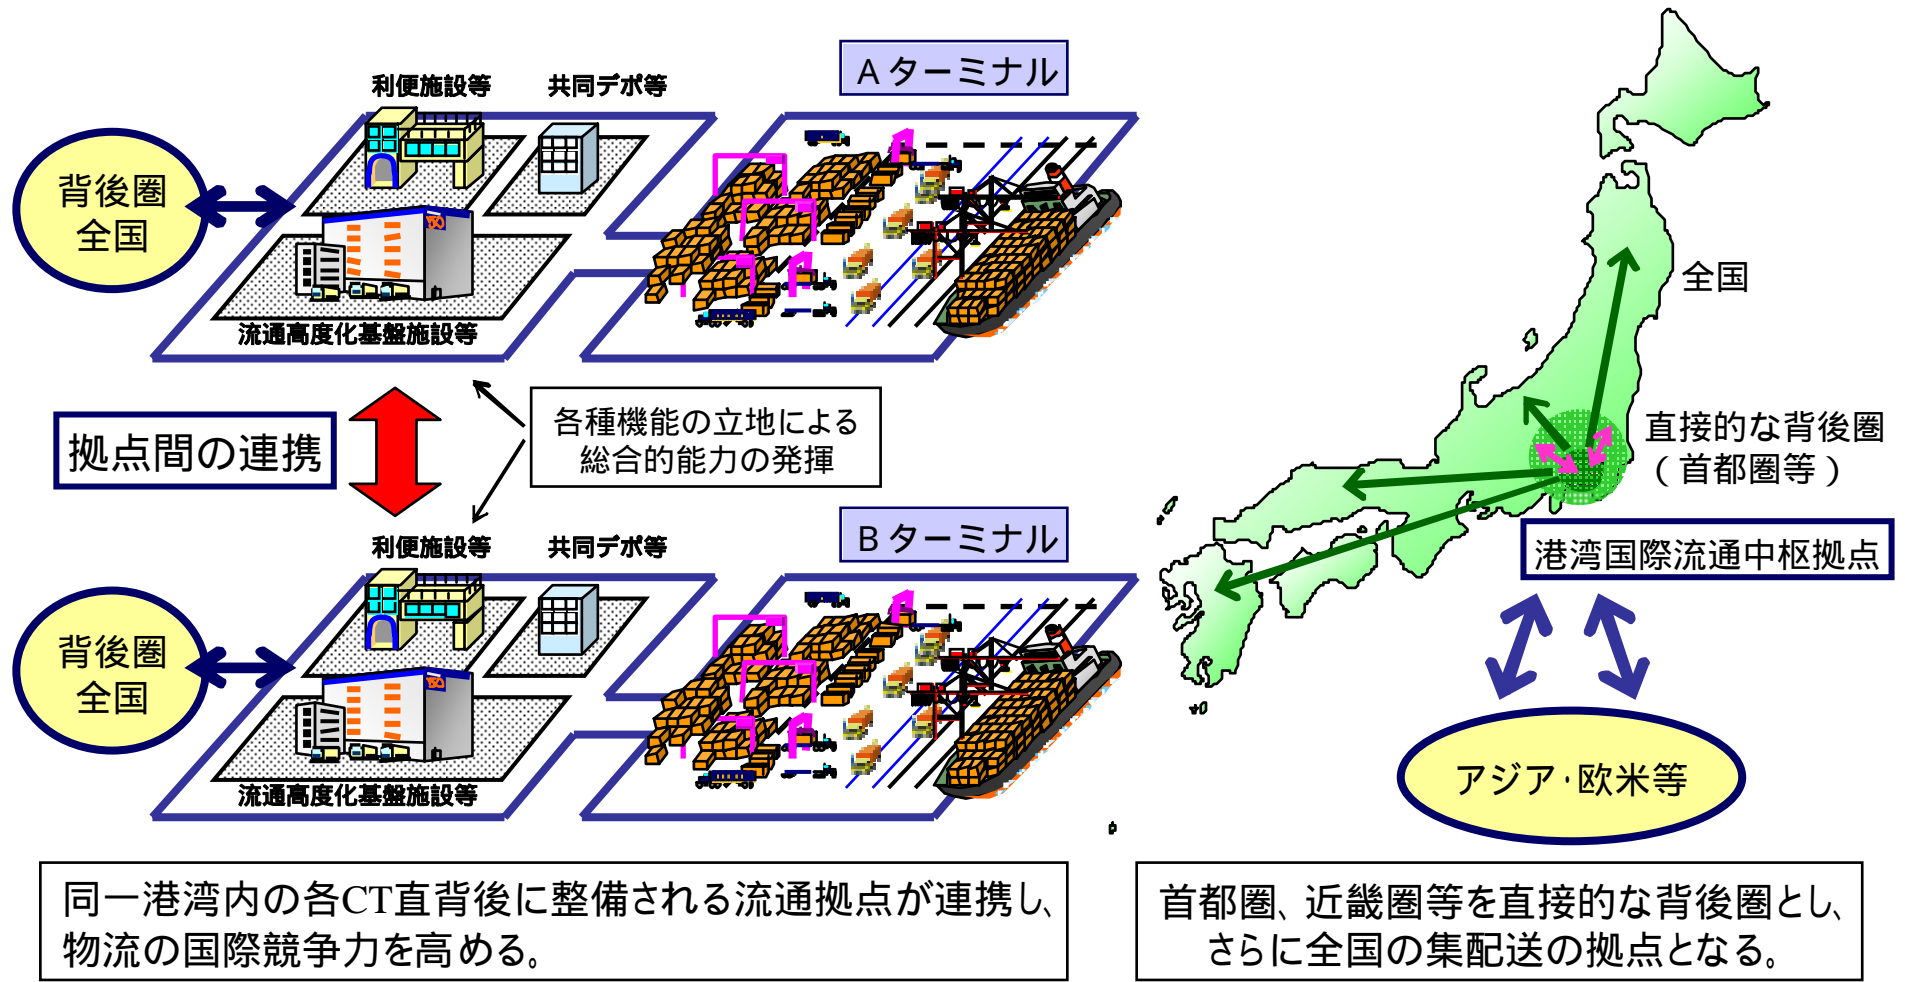 利便施設等
共同デポ等
Aターミナル
背後圏
全国
流通高度化基盤施設等
拠点間の連携
各種機能の立地による
総合的能力の発揮
利便施設等
共同デポ等
Bターミナル
背後圏
全国
流通高度化基盤施設等
同一港湾内の各CT直背後に整備される流通拠点が連携し、
物流の国際競争力を高める。
全国
直接的な背後圏
（首都圏等）
港湾国際流通中枢拠点
アジア・欧米等
首都圏、近畿圏等を直接的な背後圏とし、
さらに全国の集配送の拠点となる。